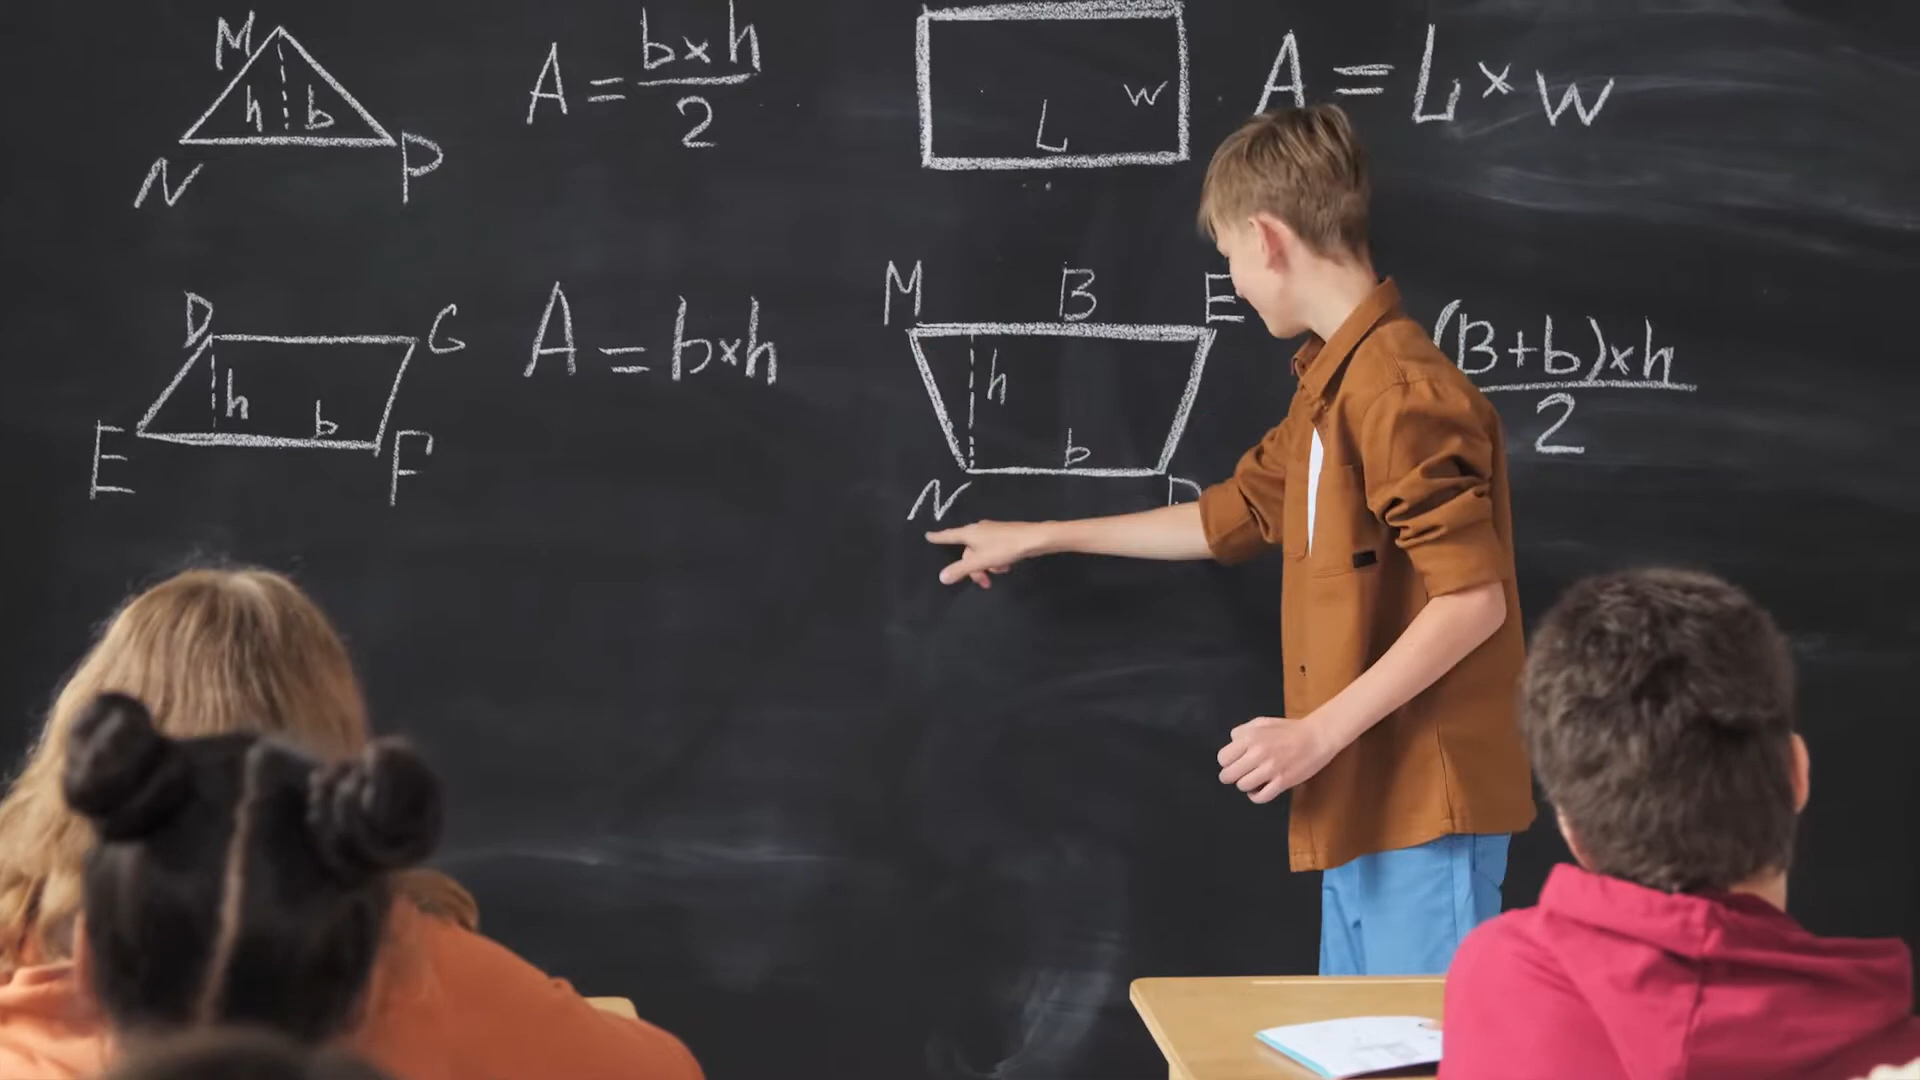 M
h b
N P
A = b×h
2
L w
A = L×w
D G
h b
E F
A = b×h
M B E
h
b
N
(B+b)×h
2